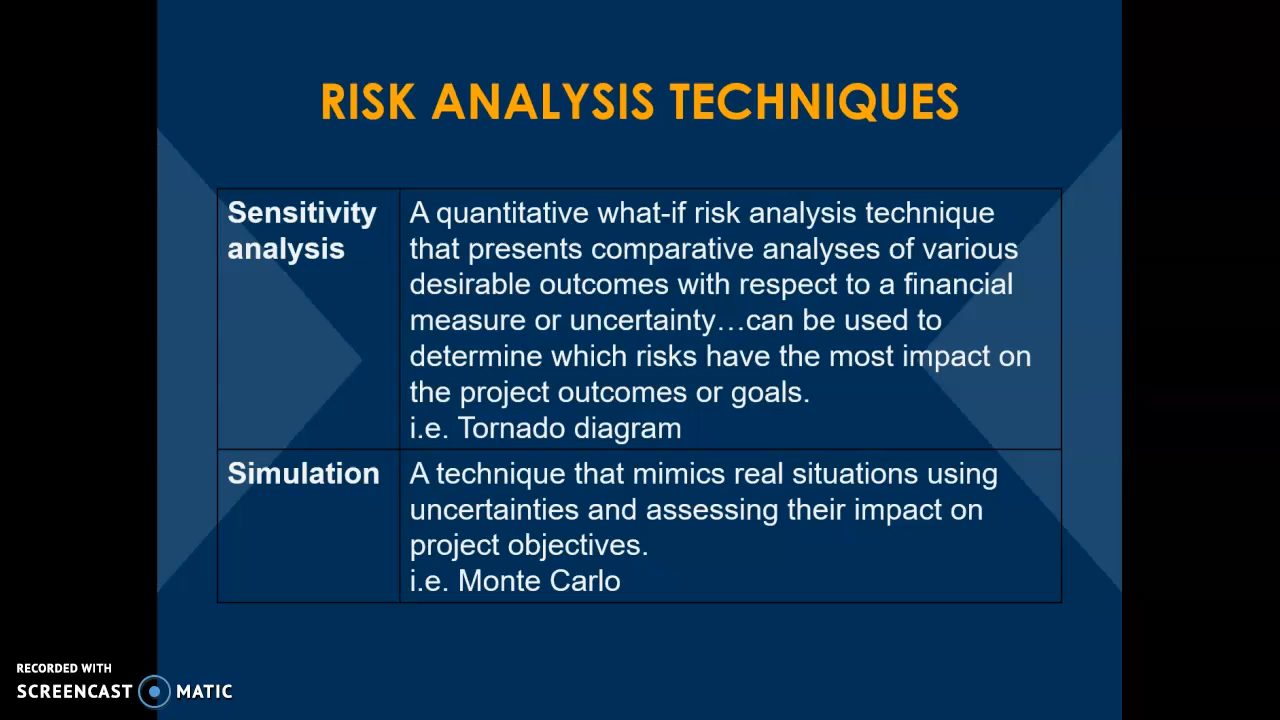 RISK ANALYSIS TECHNIQUES
Sensitivity
analysis
A quantitative what-if risk analysis technique
that presents comparative analyses of various
desirable outcomes with respect to a financial
measure or uncertainty…can be used to
determine which risks have the most impact on
the project outcomes or goals.
i.e. Tornado diagram
Simulation
A technique that mimics real situations using
uncertainties and assessing their impact on
project objectives.
i.e. Monte Carlo
RECORDED WITH
SCREENCAST MATIC